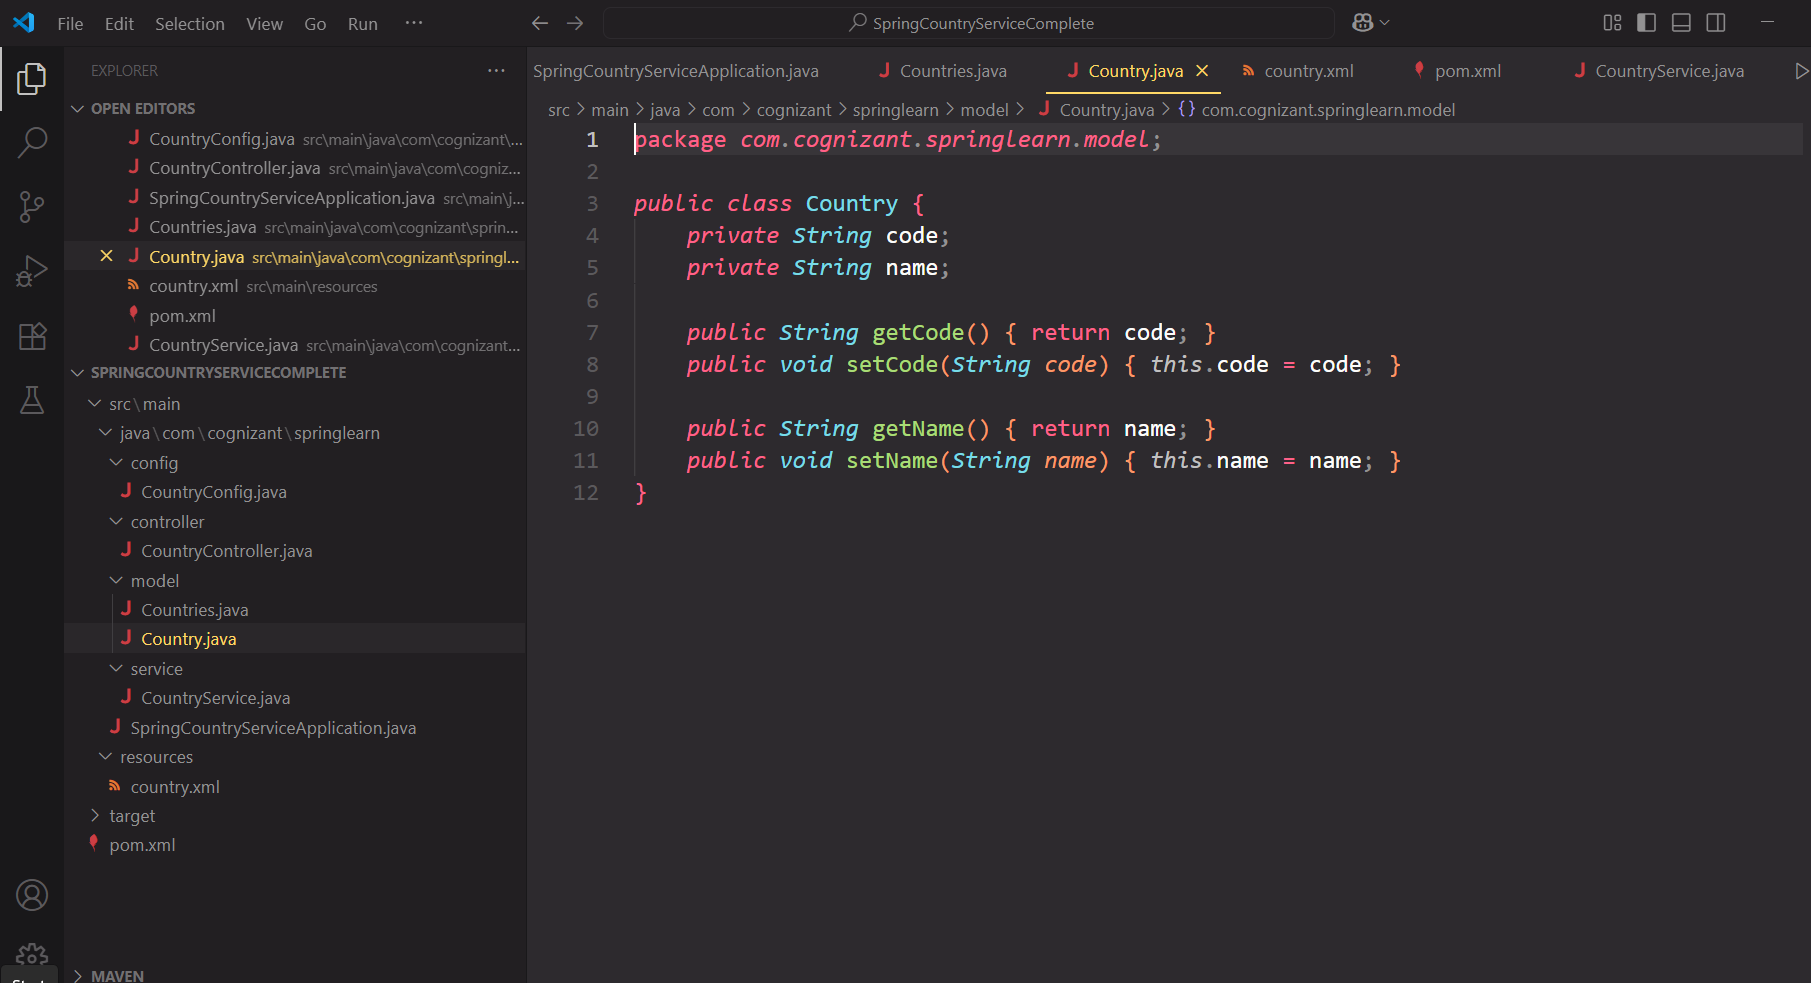 File Edit Selection View Go Run ··· SpringCountryServiceComplete
EXPLORER ···
OPEN EDITORS
CountryConfig.java src\main\java\com\cognizant\...
CountryController.java src\main\java\com\cogniz...
SpringCountryServiceApplication.java src\main\j...
Countries.java src\main\java\com\cognizant\sprin...
Country.java src\main\java\com\cognizant\springl...
country.xml src\main\resources
pom.xml
CountryService.java src\main\java\com\cognizant...
SPRINGCOUNTRYSERVICECOMPLETE
src\main
java\com\cognizant\springlearn
config
CountryConfig.java
controller
CountryController.java
model
Countries.java
Country.java
service
CountryService.java
SpringCountryServiceApplication.java
resources
country.xml
target
pom.xml
MAVEN
SpringCountryServiceApplication.java Countries.java Country.java country.xml pom.xml CountryService.java
src > main > java > com > cognizant > springlearn > model > Country.java > {} com.cognizant.springlearn.model
1 package com.cognizant.springlearn.model;
2
3 public class Country {
4 private String code;
5 private String name;
6
7 public String getCode() { return code; }
8 public void setCode(String code) { this.code = code; }
9
10 public String getName() { return name; }
11 public void setName(String name) { this.name = name; }
12 }